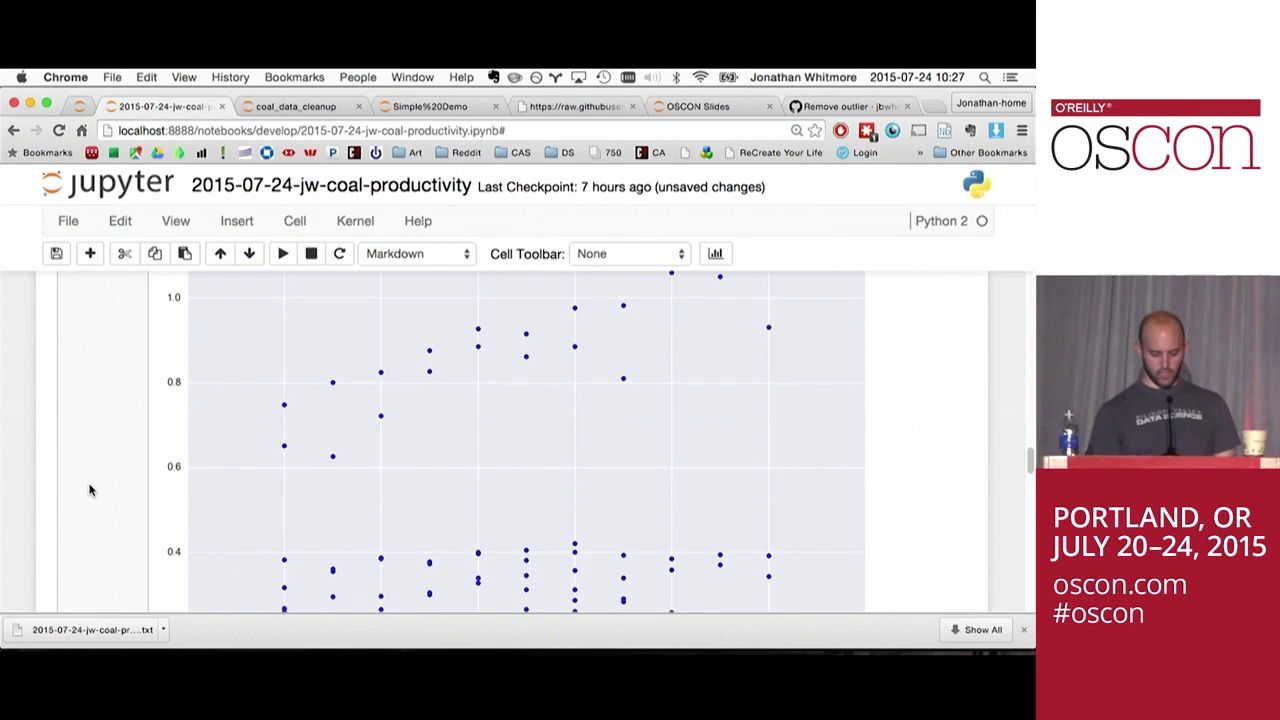 Chrome File Edit View History Bookmarks People Window Help Jonathan Whitmore 2015-07-24 10:27
2015-07-24-jw-coal-p coal_data_cleanup Simple%20Demo https://raw.githubuse OSCON Slides Remove outlier · jbwh Jonathan-home
localhost:8888/notebooks/develop/2015-07-24-jw-coal-productivity.ipynb#
Bookmarks Art Reddit CAS DS 750 CA ReCreate Your Life Login » Other Bookmarks
jupyter 2015-07-24-jw-coal-productivity Last Checkpoint: 7 hours ago (unsaved changes)
File Edit View Insert Cell Kernel Help Python 2
Markdown Cell Toolbar: None
1.0
0.8
0.6
0.4
2015-07-24-jw-coal-pr....txt Show All
O'REILLY®
OSCON
DATA SCIENCE
PORTLAND, OR
JULY 20–24, 2015
oscon.com
#oscon